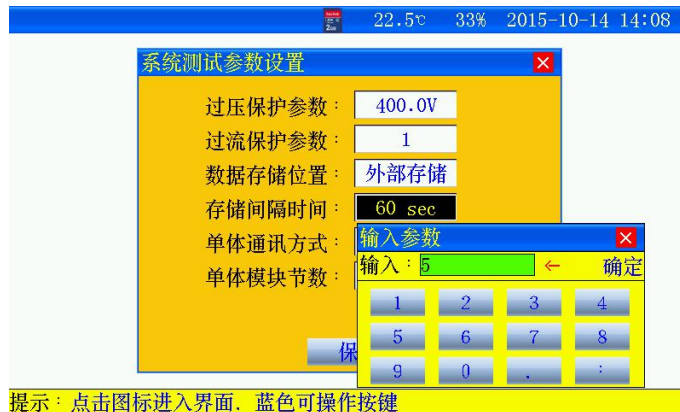 22.5℃ 33% 2015-10-14 14:08
系统测试参数设置
过压保护参数： 400.0V
过流保护参数： 1
数据存储位置： 外部存储
存储间隔时间： 60 sec
单体通讯方式：
单体模块节数：
输入参数
输入：5 ← 确定
1 2 3 4
5 6 7 8
9 0 . :
保
提示：点击图标进入界面．蓝色可操作按键